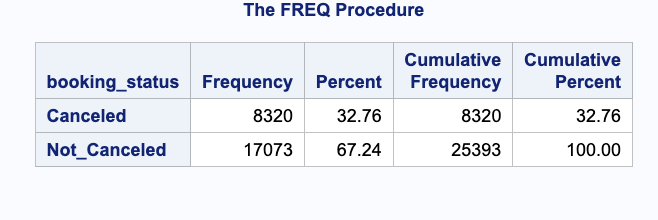 The FREQ Procedure
Cumulative Cumulative
booking_status Frequency Percent Frequency Percent
Canceled 8320 32.76 8320 32.76
Not_Canceled 17073 67.24 25393 100.00